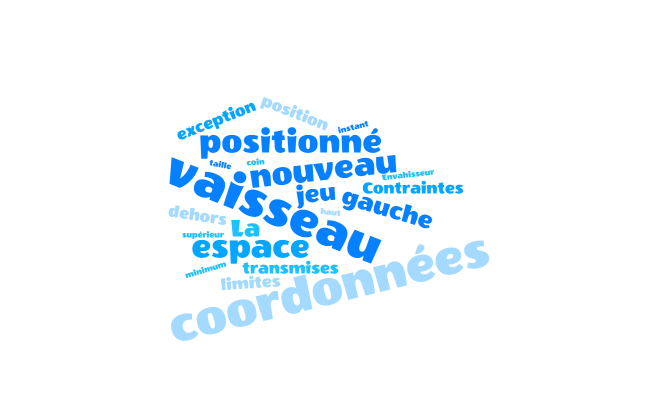 exception
position
instant
positionné
taille
coin
nouveau
Envahisseur
vaisseau
Contraintes
jeu
gauche
dehors
haut
La
supérieur
espace
minimum
transmises
limites
coordonnées